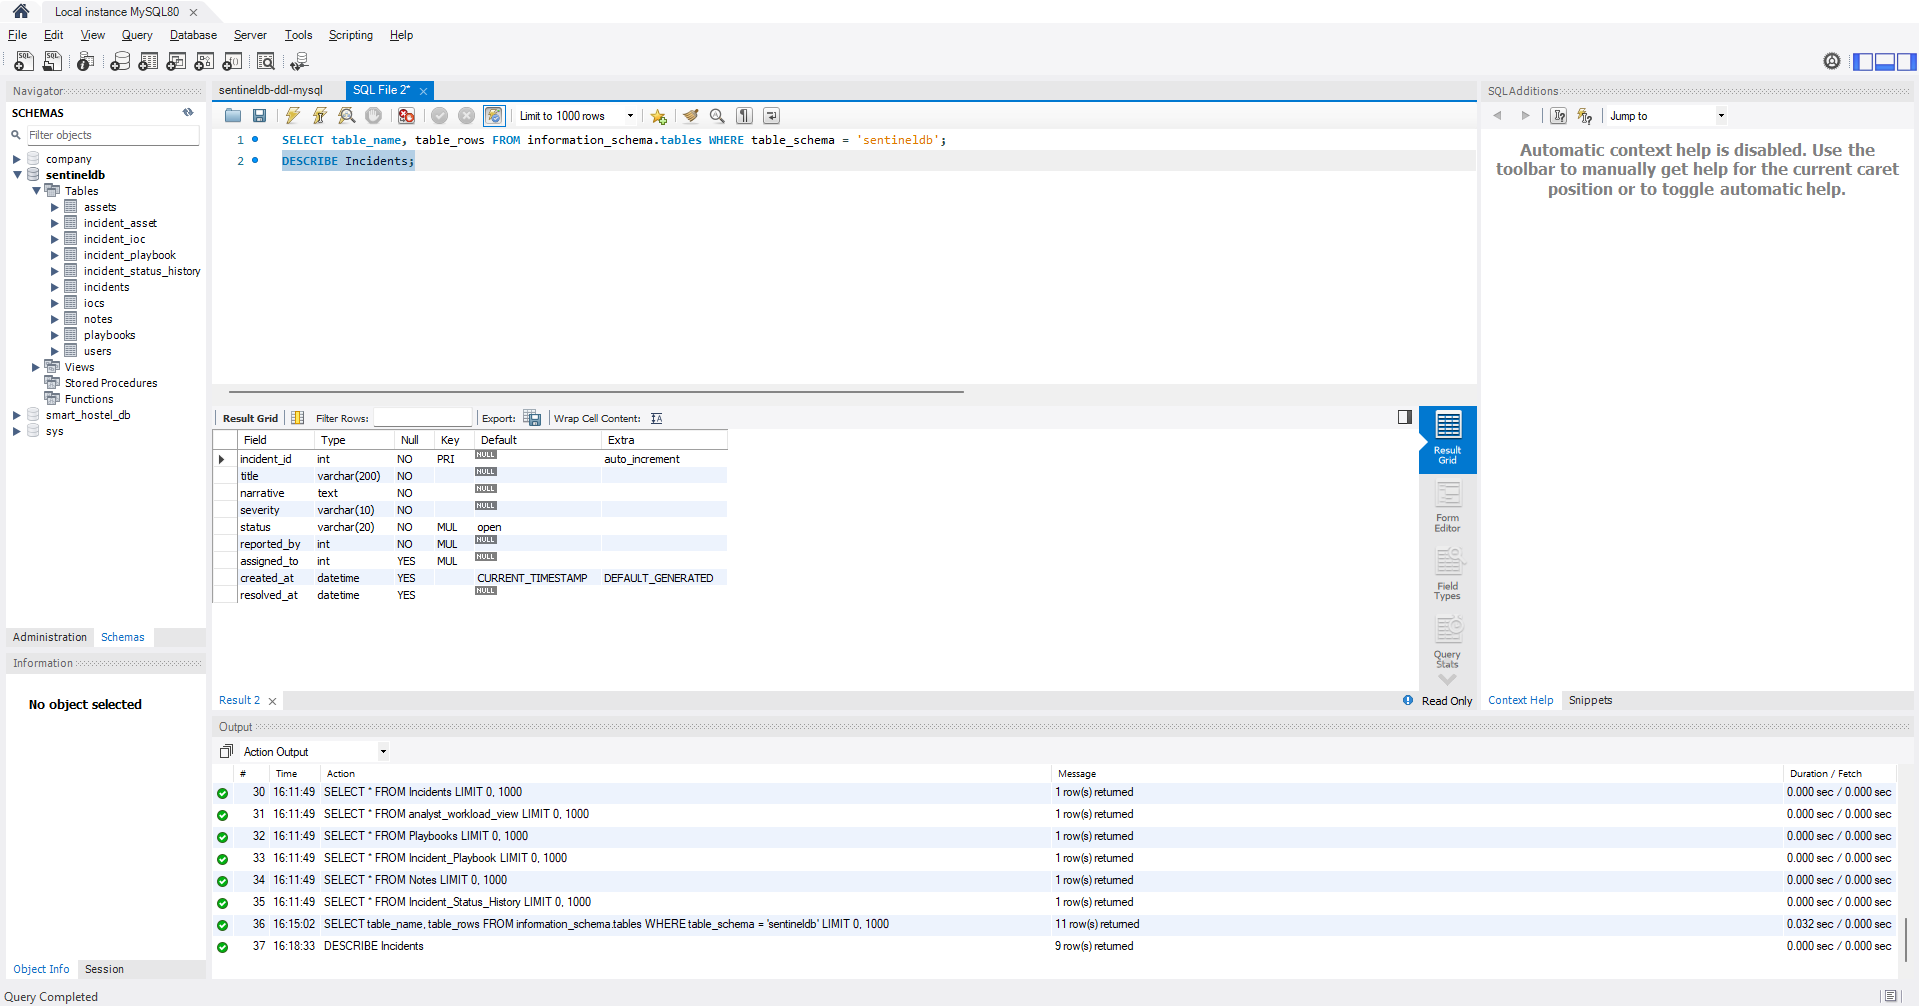 Local instance MySQL80
File Edit View Query Database Server Tools Scripting Help
Navigator
SCHEMAS
Filter objects
company
sentineldb
Tables
assets
incident_asset
incident_ioc
incident_playbook
incident_status_history
incidents
iocs
notes
playbooks
users
Views
Stored Procedures
Functions
smart_hostel_db
sys
Administration Schemas
Information
No object selected
Object Info Session
sentineldb-ddl-mysql SQL File 2*
Limit to 1000 rows
1 SELECT table_name, table_rows FROM information_schema.tables WHERE table_schema = 'sentineldb';
2 DESCRIBE Incidents;
Result Grid Filter Rows: Export: Wrap Cell Content:
Field Type Null Key Default Extra
incident_id int NO PRI NULL auto_increment
title varchar(200) NO NULL
narrative text NO NULL
severity varchar(10) NO NULL
status varchar(20) NO MUL open
reported_by int NO MUL NULL
assigned_to int YES MUL NULL
created_at datetime YES CURRENT_TIMESTAMP DEFAULT_GENERATED
resolved_at datetime YES NULL
Result
Grid
Form
Editor
Field
Types
Query
Stats
Result 2 Read Only
SQLAdditions
Jump to
Automatic context help is disabled. Use the
toolbar to manually get help for the current caret
position or to toggle automatic help.
Context Help Snippets
Output
Action Output
# Time Action Message Duration / Fetch
30 16:11:49 SELECT * FROM Incidents LIMIT 0, 1000 1 row(s) returned 0.000 sec / 0.000 sec
31 16:11:49 SELECT * FROM analyst_workload_view LIMIT 0, 1000 1 row(s) returned 0.000 sec / 0.000 sec
32 16:11:49 SELECT * FROM Playbooks LIMIT 0, 1000 1 row(s) returned 0.000 sec / 0.000 sec
33 16:11:49 SELECT * FROM Incident_Playbook LIMIT 0, 1000 1 row(s) returned 0.000 sec / 0.000 sec
34 16:11:49 SELECT * FROM Notes LIMIT 0, 1000 1 row(s) returned 0.000 sec / 0.000 sec
35 16:11:49 SELECT * FROM Incident_Status_History LIMIT 0, 1000 1 row(s) returned 0.000 sec / 0.000 sec
36 16:15:02 SELECT table_name, table_rows FROM information_schema.tables WHERE table_schema = 'sentineldb' LIMIT 0, 1000 11 row(s) returned 0.032 sec / 0.000 sec
37 16:18:33 DESCRIBE Incidents 9 row(s) returned 0.000 sec / 0.000 sec
Query Completed